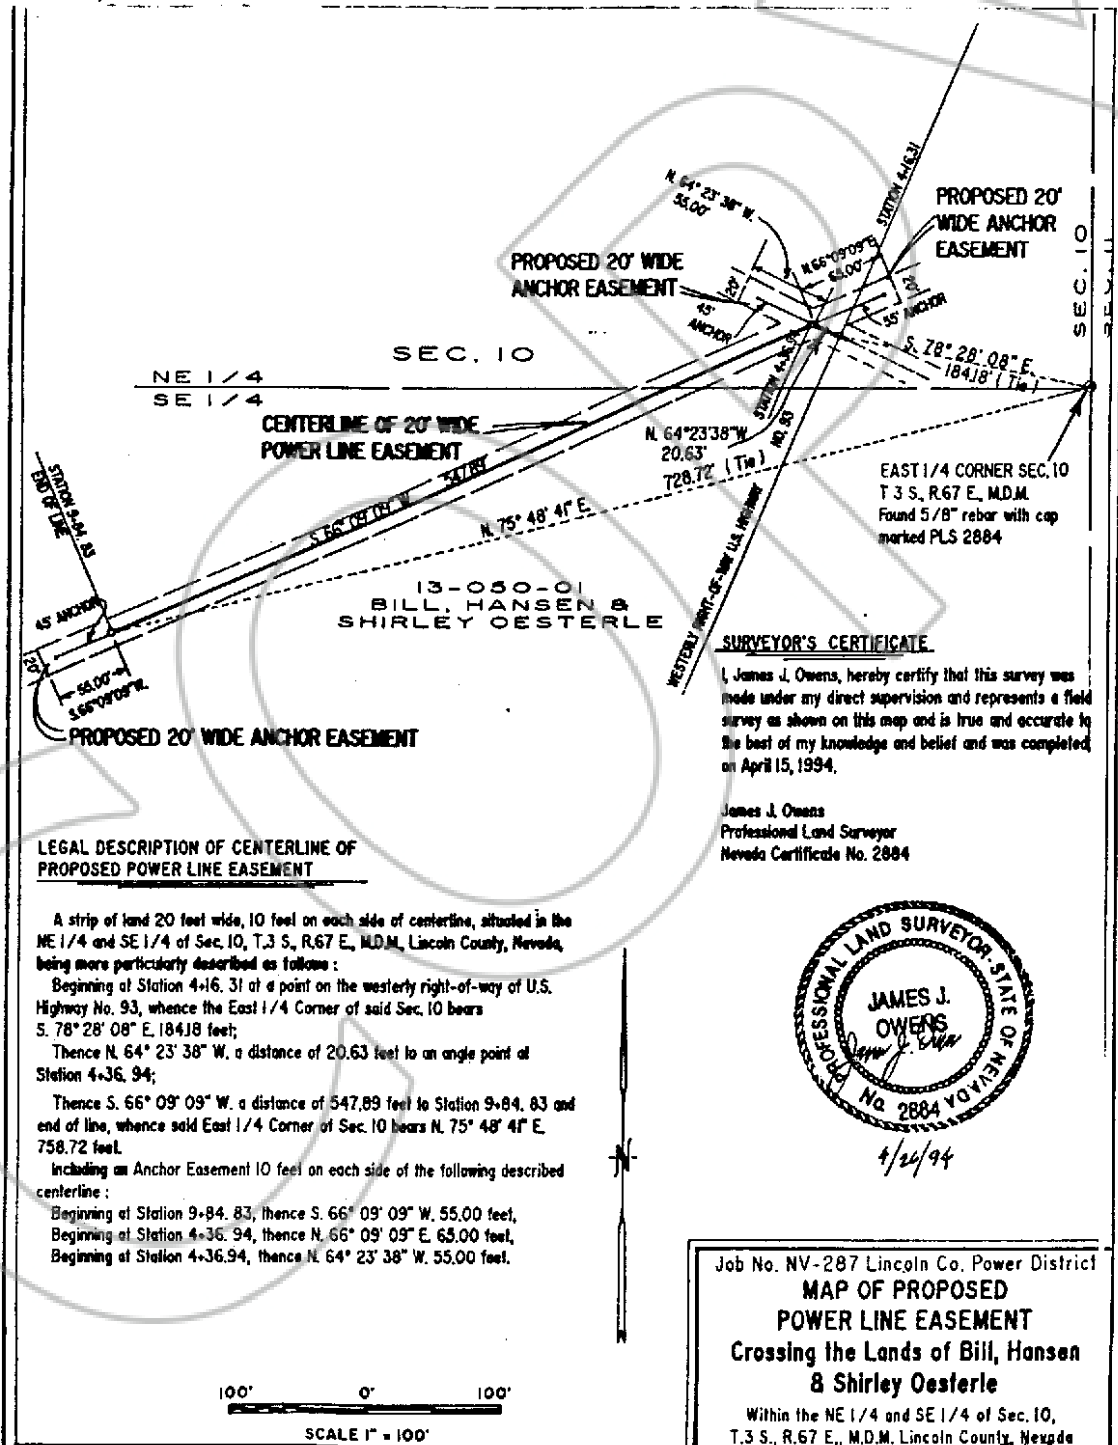 N. 64° 23' 38" W.
55.00'
STATION 4+16.31
PROPOSED 20'
WIDE ANCHOR
EASEMENT
N.66°09'09"E.
65.00'
PROPOSED 20' WIDE
ANCHOR EASEMENT
20'
20'
45'
ANCHOR
55' ANCHOR
SEC. 10
SEC. 11
S. 78° 28' 08" E.
184.18' ( Tie )
SEC. 10
NE 1/4
SE 1/4
STATION 4+36.94
CENTERLINE OF 20' WIDE
POWER LINE EASEMENT
N. 64°23'38"W
20.63'
728.72' ( Tie )
NO. 93
EAST 1/4 CORNER SEC. 10
T 3 S., R.67 E., M.D.M.
Found 5/8" rebar with cap
marked PLS 2884
STATION 9+84. 83
END OF LINE
547.89'
S. 66° 09' 09" W.
N. 75° 48' 41" E.
13-050-01
BILL, HANSEN &
SHIRLEY OESTERLE
WESTERLY RIGHT-OF-WAY U.S. HIGHWAY
45' ANCHOR
20'
55.00'
S.66°09'09"W.
PROPOSED 20' WIDE ANCHOR EASEMENT
SURVEYOR'S CERTIFICATE
I, James J. Owens, hereby certify that this survey was
made under my direct supervision and represents a field
survey as shown on this map and is true and accurate to
the best of my knowledge and belief and was completed
on April 15, 1994.
James J. Owens
Professional Land Surveyor
Nevada Certificate No. 2884
LEGAL DESCRIPTION OF CENTERLINE OF
PROPOSED POWER LINE EASEMENT
A strip of land 20 feet wide, 10 feet on each side of centerline, situated in the
NE 1/4 and SE 1/4 of Sec. 10, T.3 S., R.67 E., M.D.M., Lincoln County, Nevada,
being more particularly described as follows :
Beginning at Station 4+16. 31 at a point on the westerly right-of-way of U.S.
Highway No. 93, whence the East 1/4 Corner of said Sec. 10 bears
S. 78° 28' 08" E. 184.18 feet;
Thence N. 64° 23' 38" W. a distance of 20.63 feet to an angle point at
Station 4+36. 94;
Thence S. 66° 09' 09" W. a distance of 547.89 feet to Station 9+84. 83 and
end of line, whence said East 1/4 Corner of Sec. 10 bears N. 75° 48' 41" E.
758.72 feet.
Including an Anchor Easement 10 feet on each side of the following described
centerline :
Beginning at Station 9+84. 83, thence S. 66° 09' 09" W. 55.00 feet,
Beginning at Station 4+36. 94, thence N. 66° 09' 09" E. 65.00 feet,
Beginning at Station 4+36.94, thence N. 64° 23' 38" W. 55.00 feet.
PROFESSIONAL LAND SURVEYOR-STATE OF NEVADA
JAMES J.
OWENS
No. 2884
4/26/94
N
100' 0' 100'
SCALE 1" = 100'
Job No. NV-287 Lincoln Co. Power District
MAP OF PROPOSED
POWER LINE EASEMENT
Crossing the Lands of Bill, Hansen
& Shirley Oesterle
Within the NE 1/4 and SE 1/4 of Sec. 10,
T.3 S., R.67 E., M.D.M. Lincoln County, Nevada